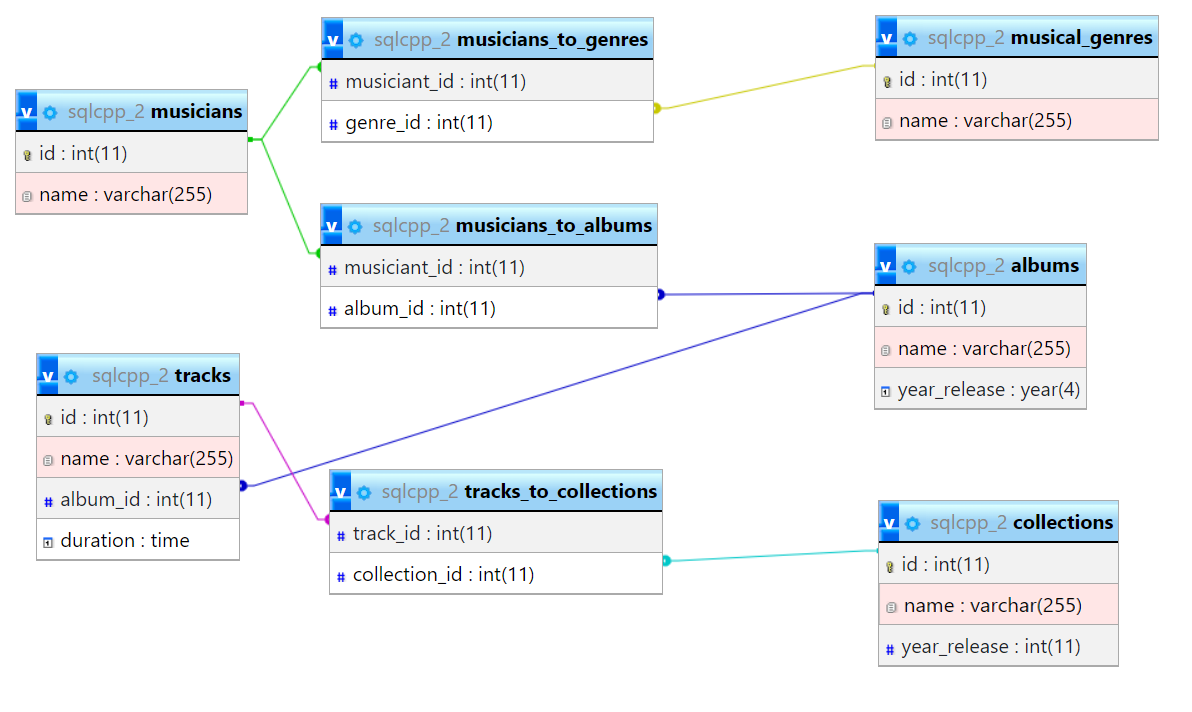 v sqlcpp_2 musicians
id : int(11)
name : varchar(255)
v sqlcpp_2 musicians_to_genres
# musiciant_id : int(11)
# genre_id : int(11)
v sqlcpp_2 musical_genres
id : int(11)
name : varchar(255)
v sqlcpp_2 musicians_to_albums
# musiciant_id : int(11)
# album_id : int(11)
v sqlcpp_2 albums
id : int(11)
name : varchar(255)
year_release : year(4)
v sqlcpp_2 tracks
id : int(11)
name : varchar(255)
# album_id : int(11)
duration : time
v sqlcpp_2 tracks_to_collections
# track_id : int(11)
# collection_id : int(11)
v sqlcpp_2 collections
id : int(11)
name : varchar(255)
# year_release : int(11)